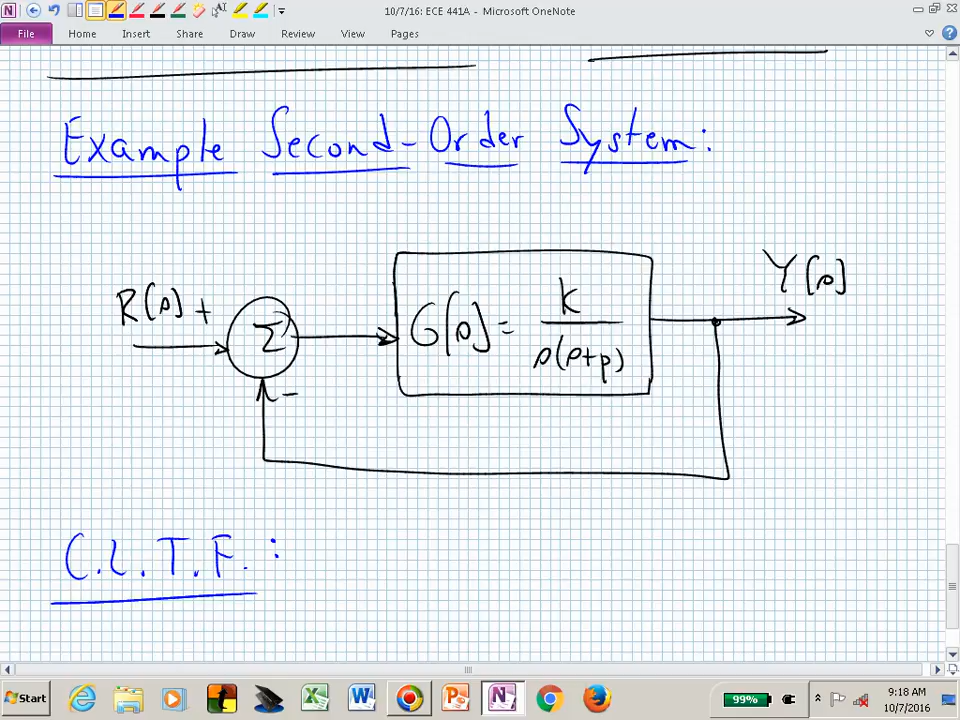 10/7/16: ECE 441A - Microsoft OneNote
File Home Insert Share Draw Review View Pages
Example Second-Order System:
R(s) + Σ - G(s) = K / s(s+p) Y(s)
C.L.T.F.:
Start 99% 9:18 AM
10/7/2016